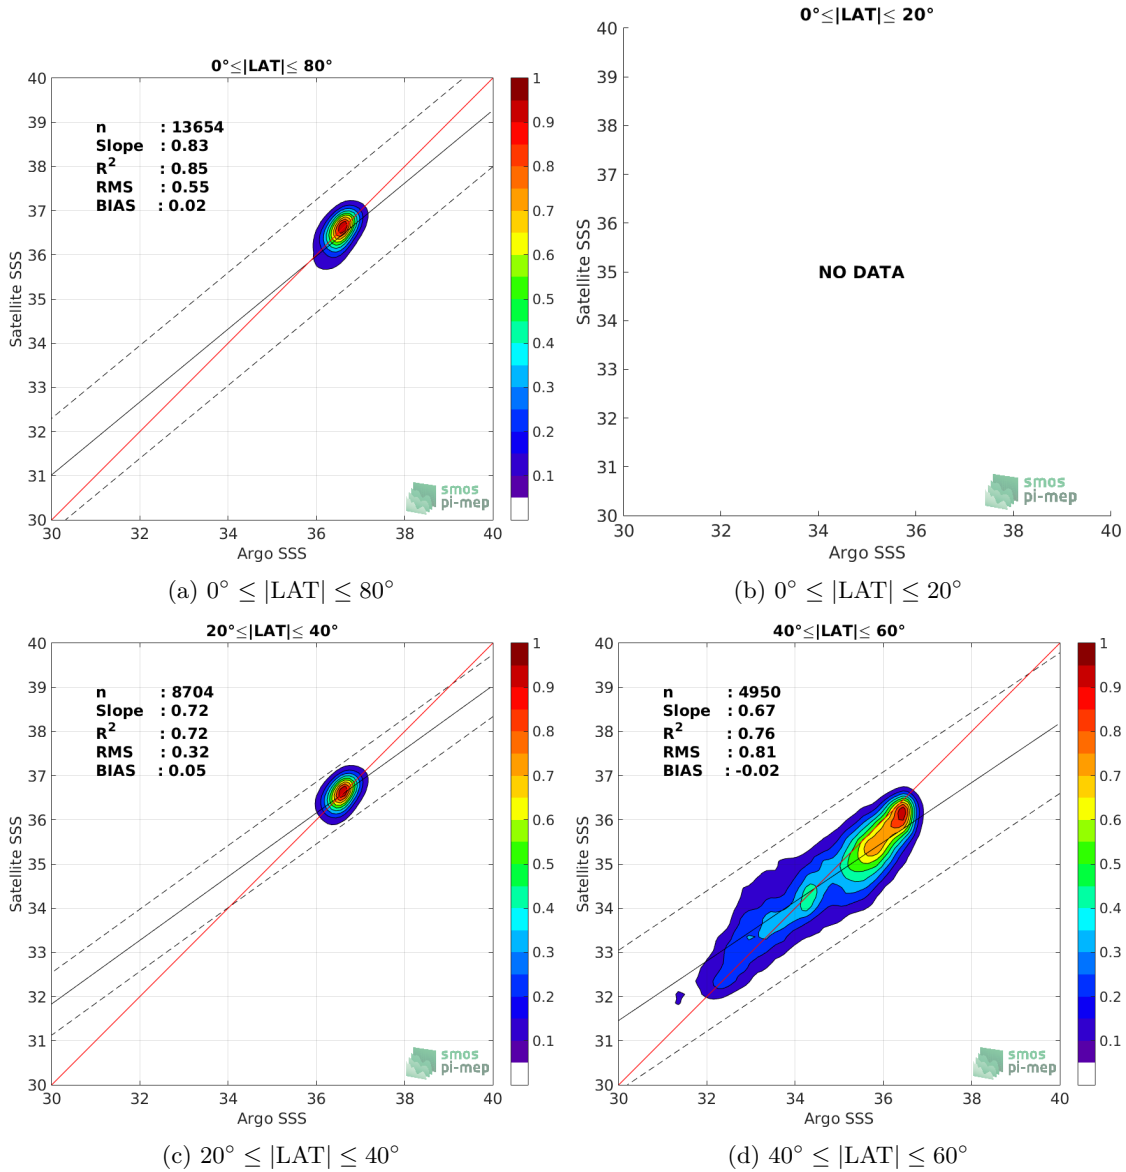 0°≤|LAT|≤ 80°
40
39
38
37
36
35
34
33
32
31
30
Satellite SSS
n : 13654
Slope : 0.83
R² : 0.85
RMS : 0.55
BIAS : 0.02
smos
pi-mep
30 32 34 36 38 40
Argo SSS
1
0.9
0.8
0.7
0.6
0.5
0.4
0.3
0.2
0.1
(a) 0° ≤ |LAT| ≤ 80°
0°≤|LAT|≤ 20°
40
39
38
37
36
35
34
33
32
31
30
Satellite SSS
NO DATA
smos
pi-mep
30 32 34 36 38 40
Argo SSS
(b) 0° ≤ |LAT| ≤ 20°
20°≤|LAT|≤ 40°
40
39
38
37
36
35
34
33
32
31
30
Satellite SSS
n : 8704
Slope : 0.72
R² : 0.72
RMS : 0.32
BIAS : 0.05
smos
pi-mep
30 32 34 36 38 40
Argo SSS
1
0.9
0.8
0.7
0.6
0.5
0.4
0.3
0.2
0.1
(c) 20° ≤ |LAT| ≤ 40°
40°≤|LAT|≤ 60°
40
39
38
37
36
35
34
33
32
31
30
Satellite SSS
n : 4950
Slope : 0.67
R² : 0.76
RMS : 0.81
BIAS : -0.02
smos
pi-mep
30 32 34 36 38 40
Argo SSS
1
0.9
0.8
0.7
0.6
0.5
0.4
0.3
0.2
0.1
(d) 40° ≤ |LAT| ≤ 60°